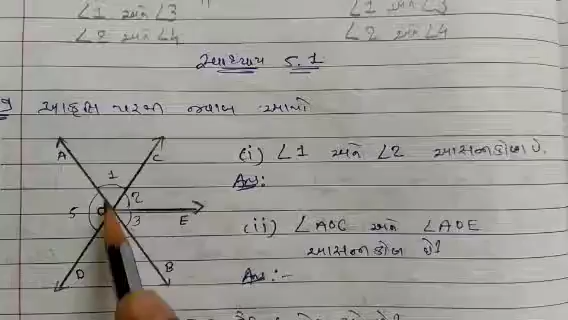 ∠1 અને ∠3 ∠1 અને ∠3
∠2 અને ∠4 ∠2 અને ∠4
સ્વાધ્યાય 5.1
આકૃતિ પરથી જવાબ આપો
A C
1
5 2
3 E
D B
(i) ∠1 અને ∠2 આસન્નકોણ છે.
Ans:
(ii) ∠AOC અને ∠AOE
આસન્નકોણ છે?
Ans:-